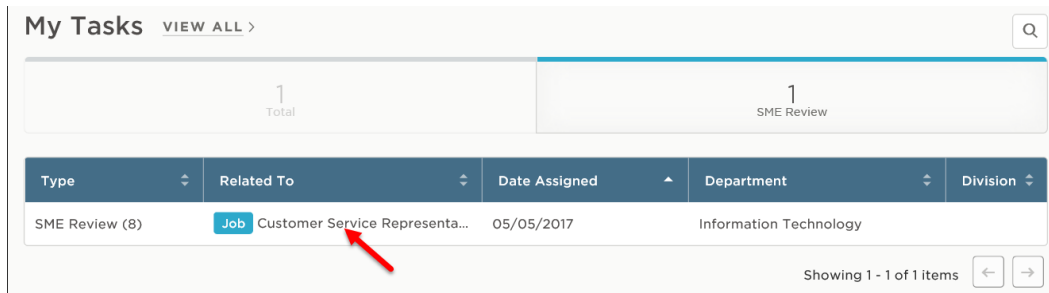 My Tasks VIEW ALL >
1
Total
1
SME Review
Type Related To Date Assigned Department Division
SME Review (8) Job Customer Service Representa... 05/05/2017 Information Technology
Showing 1 - 1 of 1 items